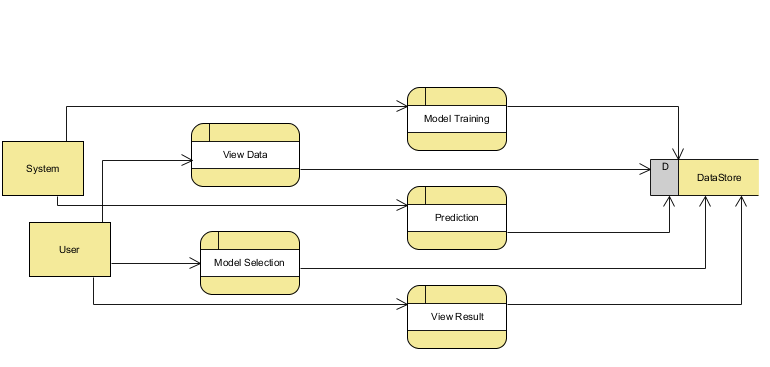 Model Training
View Data
System
D
DataStore
Prediction
User
Model Selection
View Result